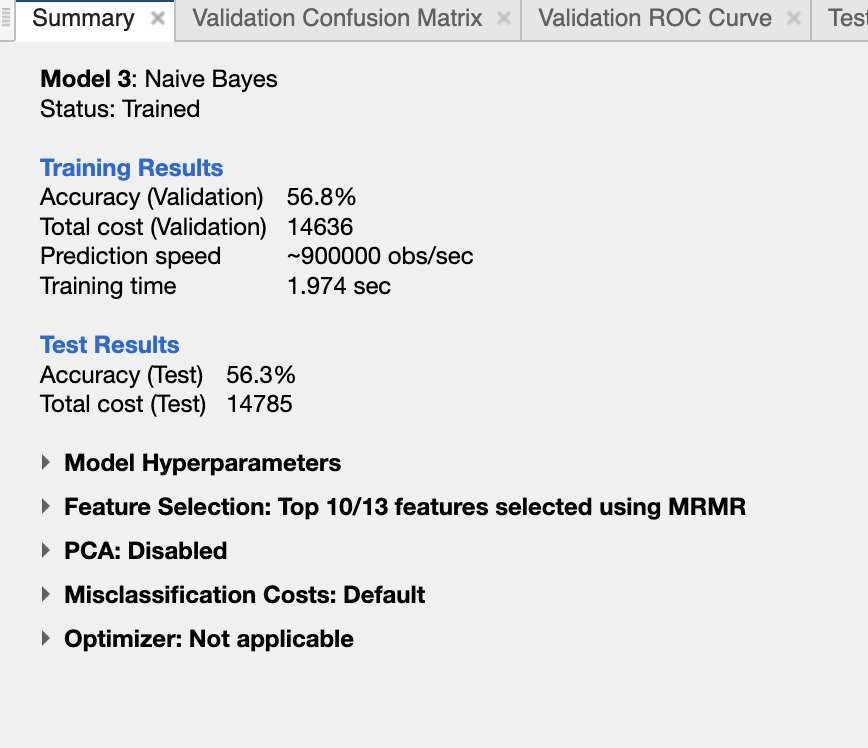 Summary × Validation Confusion Matrix × Validation ROC Curve × Test
Model 3: Naive Bayes
Status: Trained
Training Results
Accuracy (Validation) 56.8%
Total cost (Validation) 14636
Prediction speed ~900000 obs/sec
Training time 1.974 sec
Test Results
Accuracy (Test) 56.3%
Total cost (Test) 14785
Model Hyperparameters
Feature Selection: Top 10/13 features selected using MRMR
PCA: Disabled
Misclassification Costs: Default
Optimizer: Not applicable